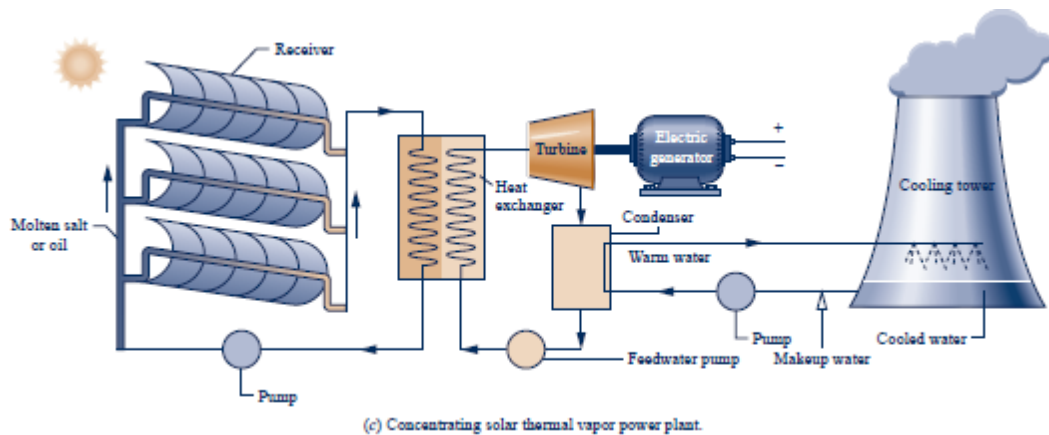 Receiver
Molten salt
or oil
Pump
Heat
exchanger
Turbine
Electric
generator
+
−
Condenser
Warm water
Feedwater pump
Pump
Makeup water
Cooling tower
Cooled water
(c) Concentrating solar thermal vapor power plant.